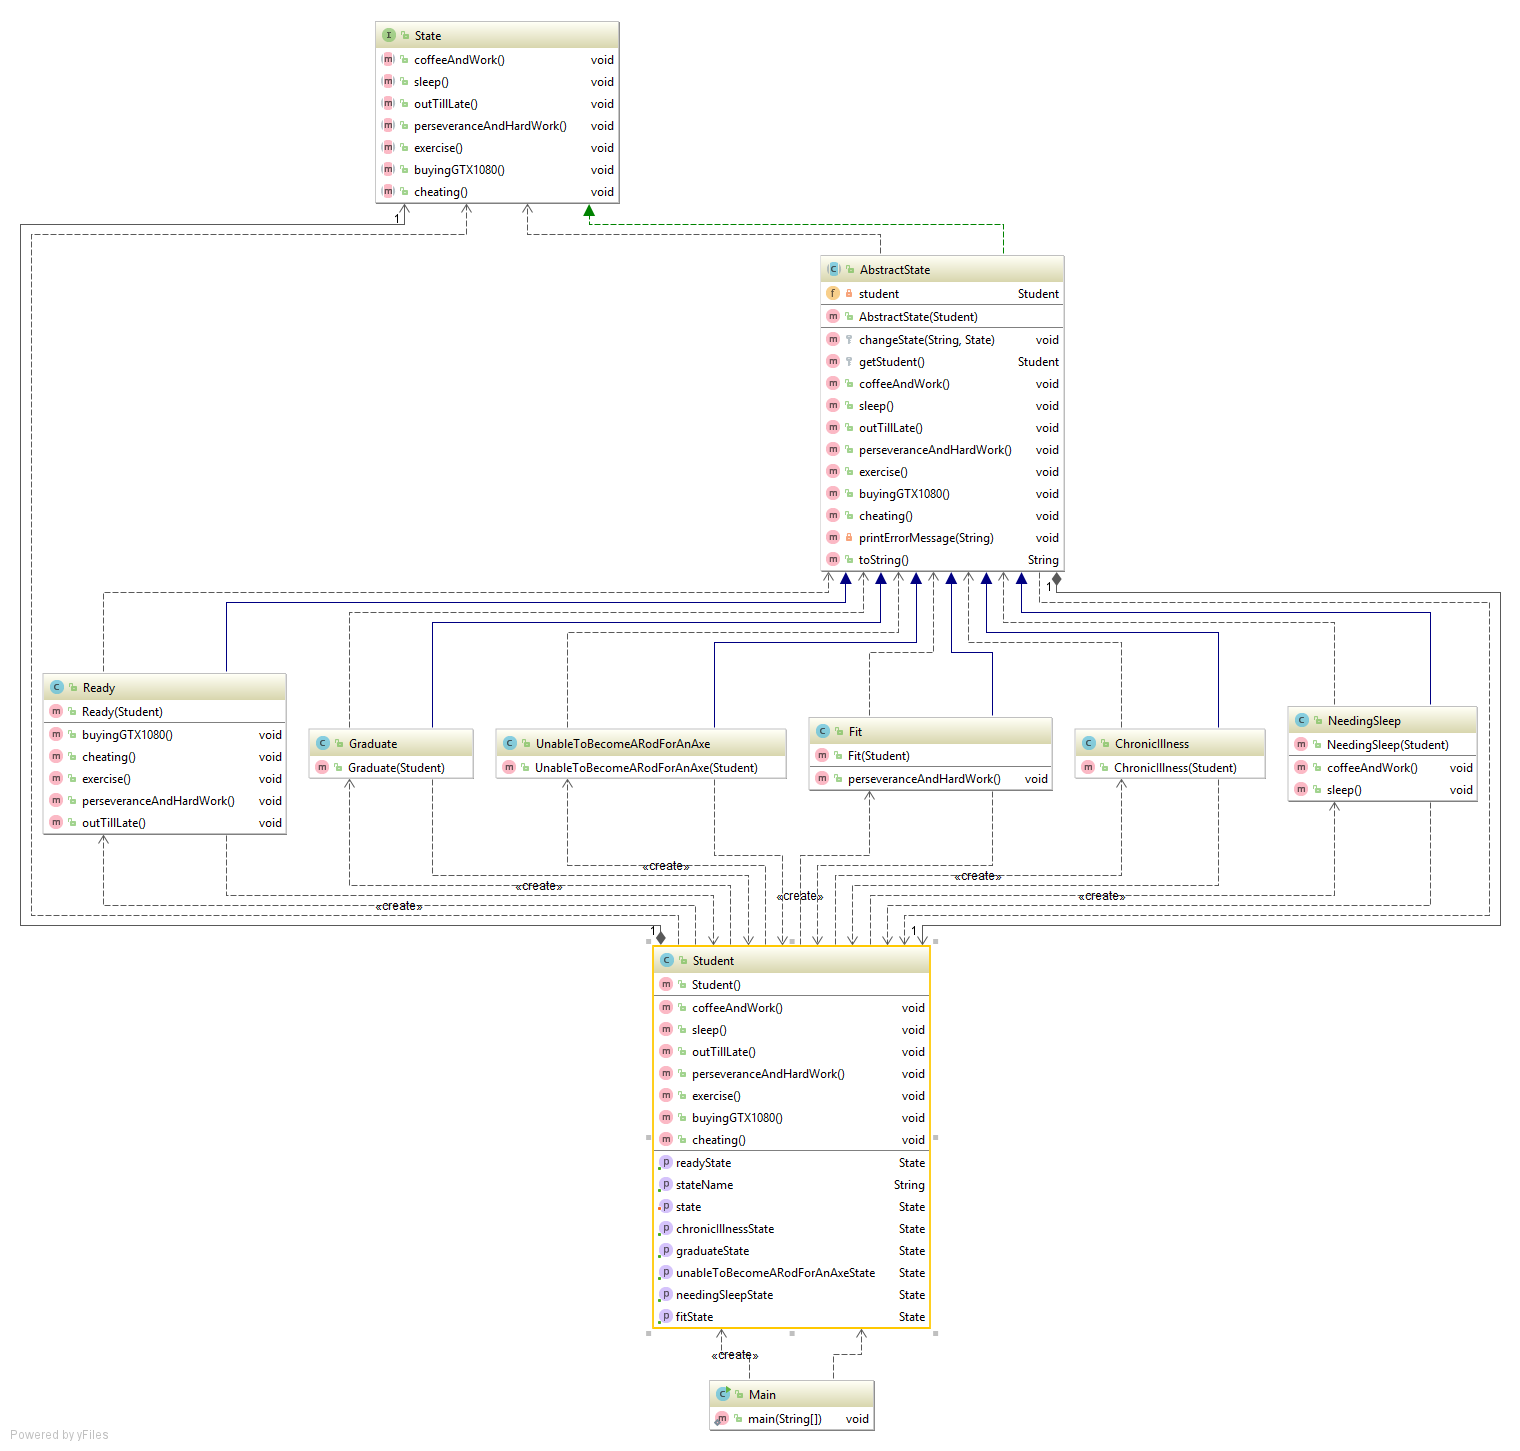 State
coffeeAndWork() void
sleep() void
outTillLate() void
perseveranceAndHardWork() void
exercise() void
buyingGTX1080() void
cheating() void
1
AbstractState
student Student
AbstractState(Student)
changeState(String, State) void
getStudent() Student
coffeeAndWork() void
sleep() void
outTillLate() void
perseveranceAndHardWork() void
exercise() void
buyingGTX1080() void
cheating() void
printErrorMessage(String) void
toString() String
1
Ready
Ready(Student)
buyingGTX1080() void
cheating() void
exercise() void
perseveranceAndHardWork() void
outTillLate() void
Graduate
Graduate(Student)
UnableToBecomeARodForAnAxe
UnableToBecomeARodForAnAxe(Student)
Fit
Fit(Student)
perseveranceAndHardWork() void
ChronicIllness
ChronicIllness(Student)
NeedingSleep
NeedingSleep(Student)
coffeeAndWork() void
sleep() void
«create»
«create»
«create»
«create»
«create»
«create»
1
1
Student
Student()
coffeeAndWork() void
sleep() void
outTillLate() void
perseveranceAndHardWork() void
exercise() void
buyingGTX1080() void
cheating() void
readyState State
stateName String
state State
chronicIllnessState State
graduateState State
unableToBecomeARodForAnAxeState State
needingSleepState State
fitState State
«create»
Main
main(String[]) void
Powered by yFiles